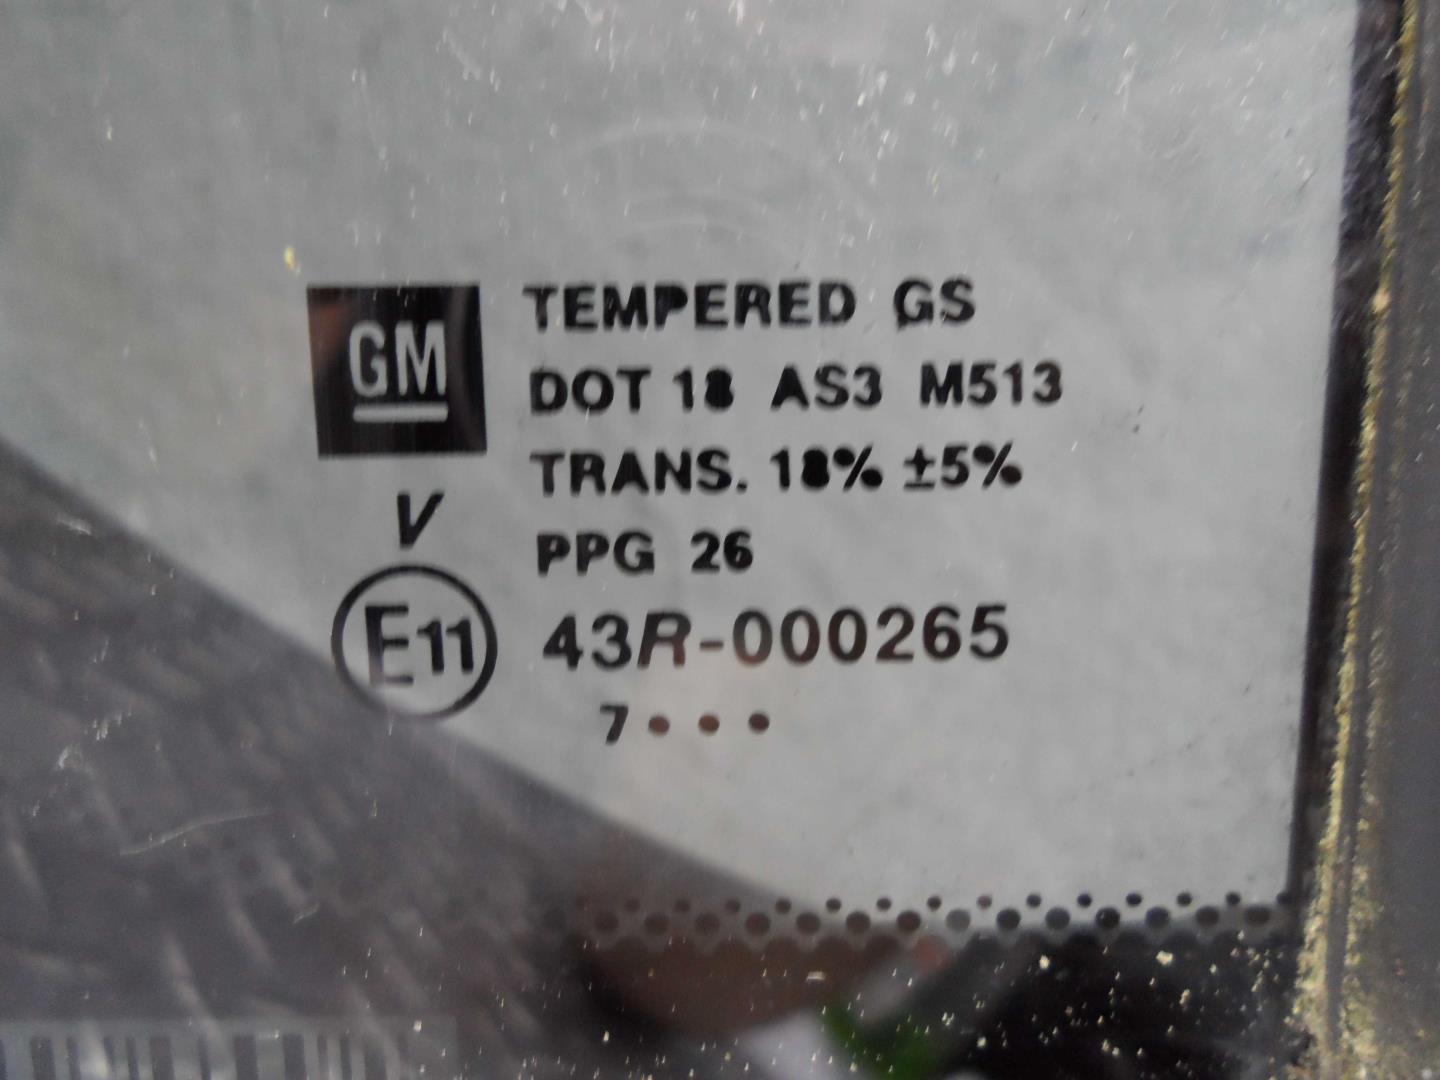 GM
TEMPERED GS
DOT 18 AS3 M513
TRANS. 18% ±5%
V
PPG 26
E11
43R-000265
7•••